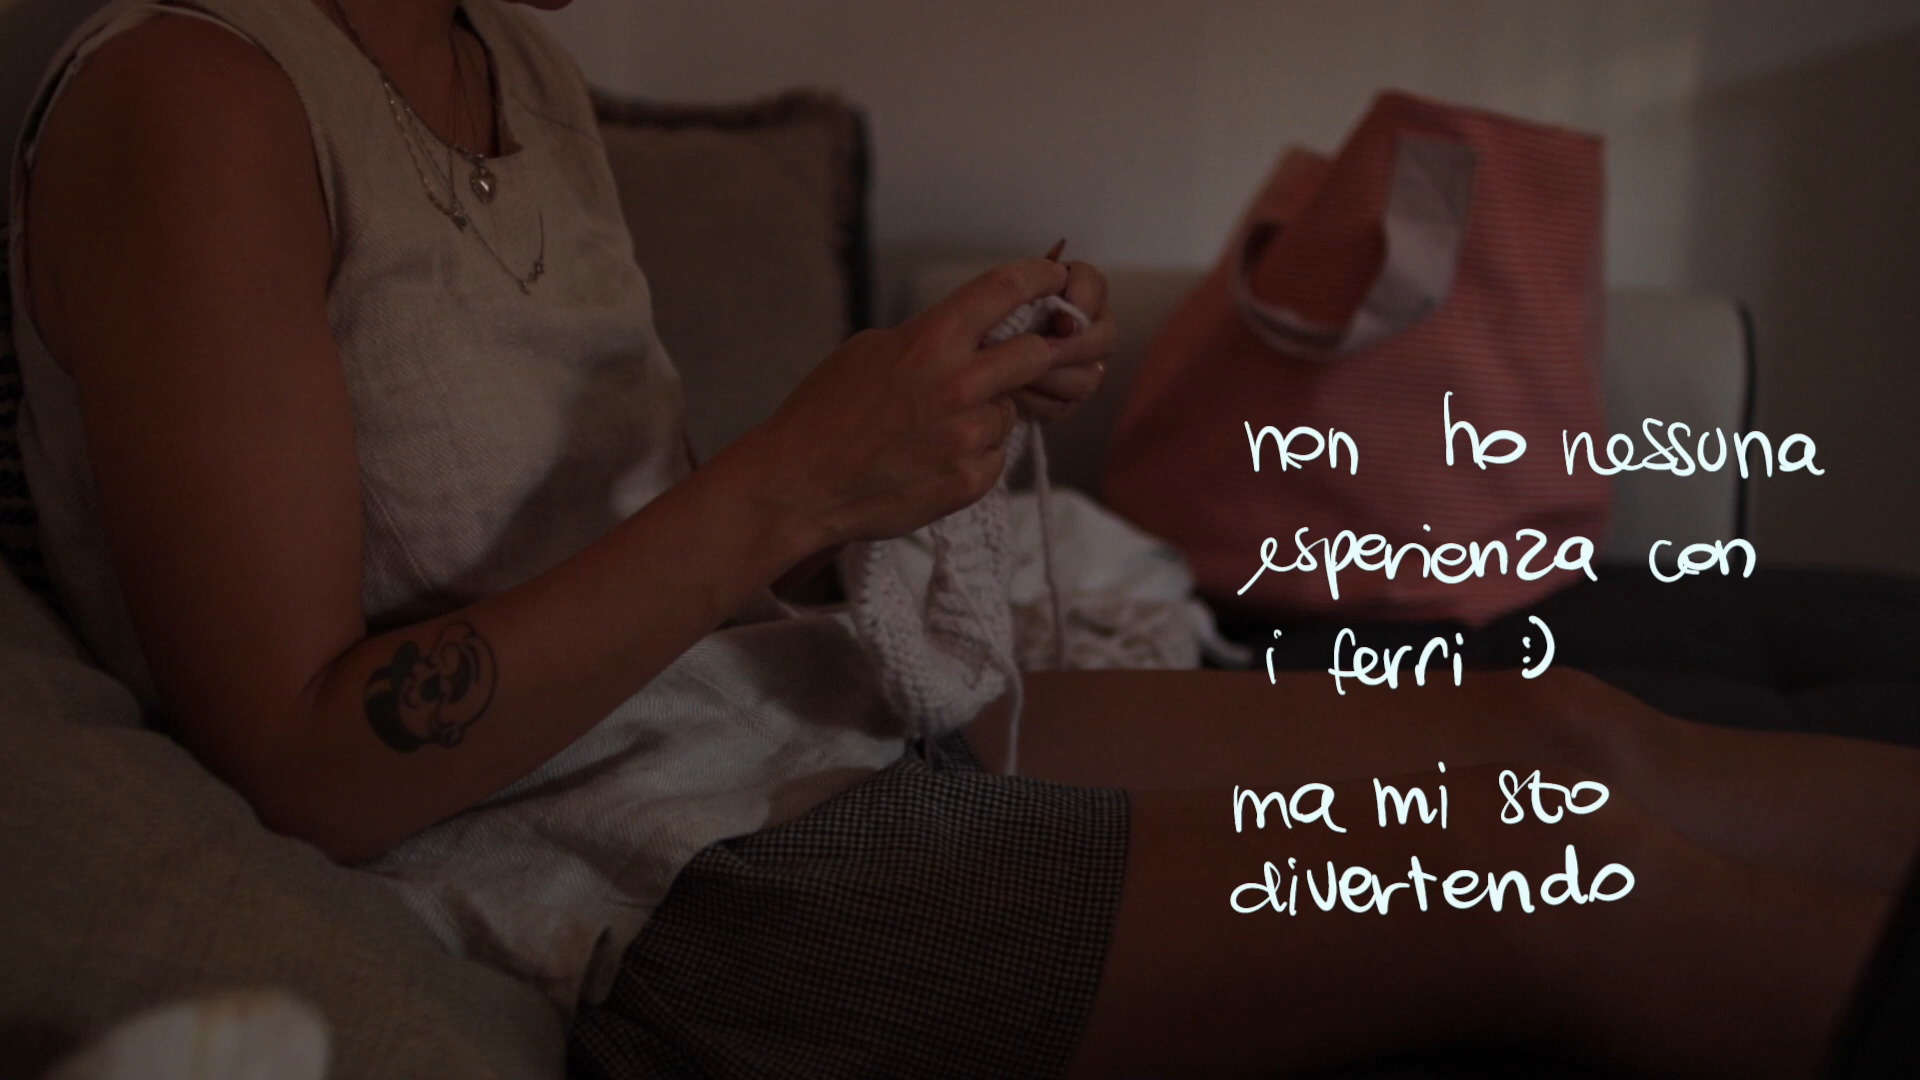 non ho nessuna
esperienza con
i ferri :)
ma mi sto
divertendo